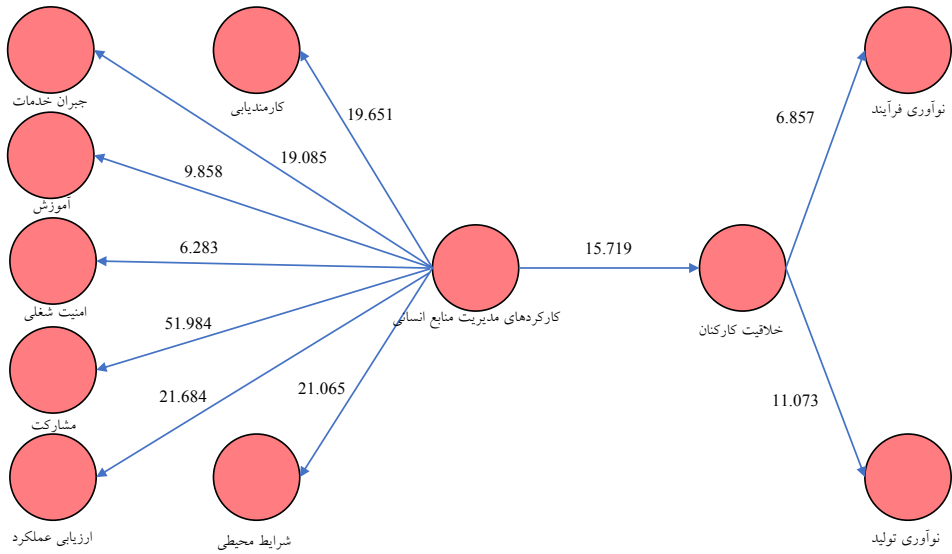 جبران خدمات
کارمندیابی
نوآوری فرآیند
19.651
6.857
19.085
9.858
آموزش
6.283
15.719
امنیت شغلی
کارکردهای مدیریت منابع انسانی
خلاقیت کارکنان
51.984
21.684
21.065
11.073
مشارکت
ارزیابی عملکرد
شرایط محیطی
نوآوری تولید